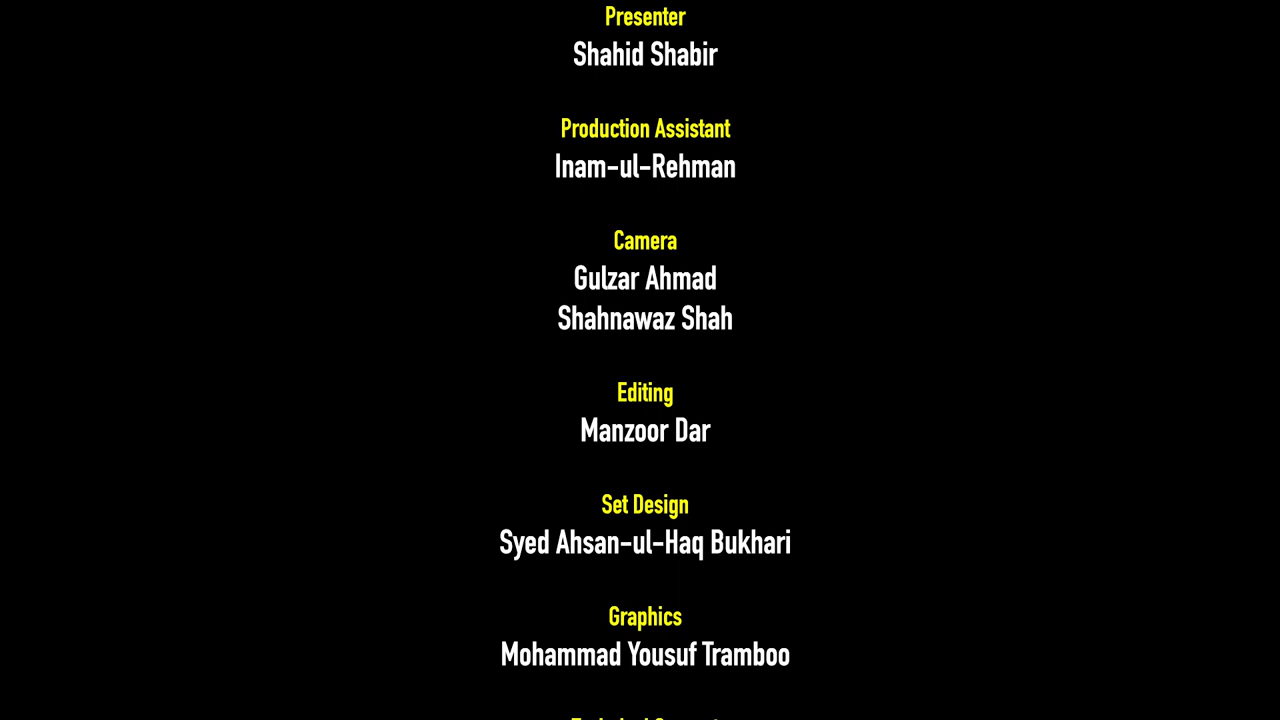 Presenter
Shahid Shabir
Production Assistant
Inam-ul-Rehman
Camera
Gulzar Ahmad
Shahnawaz Shah
Editing
Manzoor Dar
Set Design
Syed Ahsan-ul-Haq Bukhari
Graphics
Mohammad Yousuf Tramboo